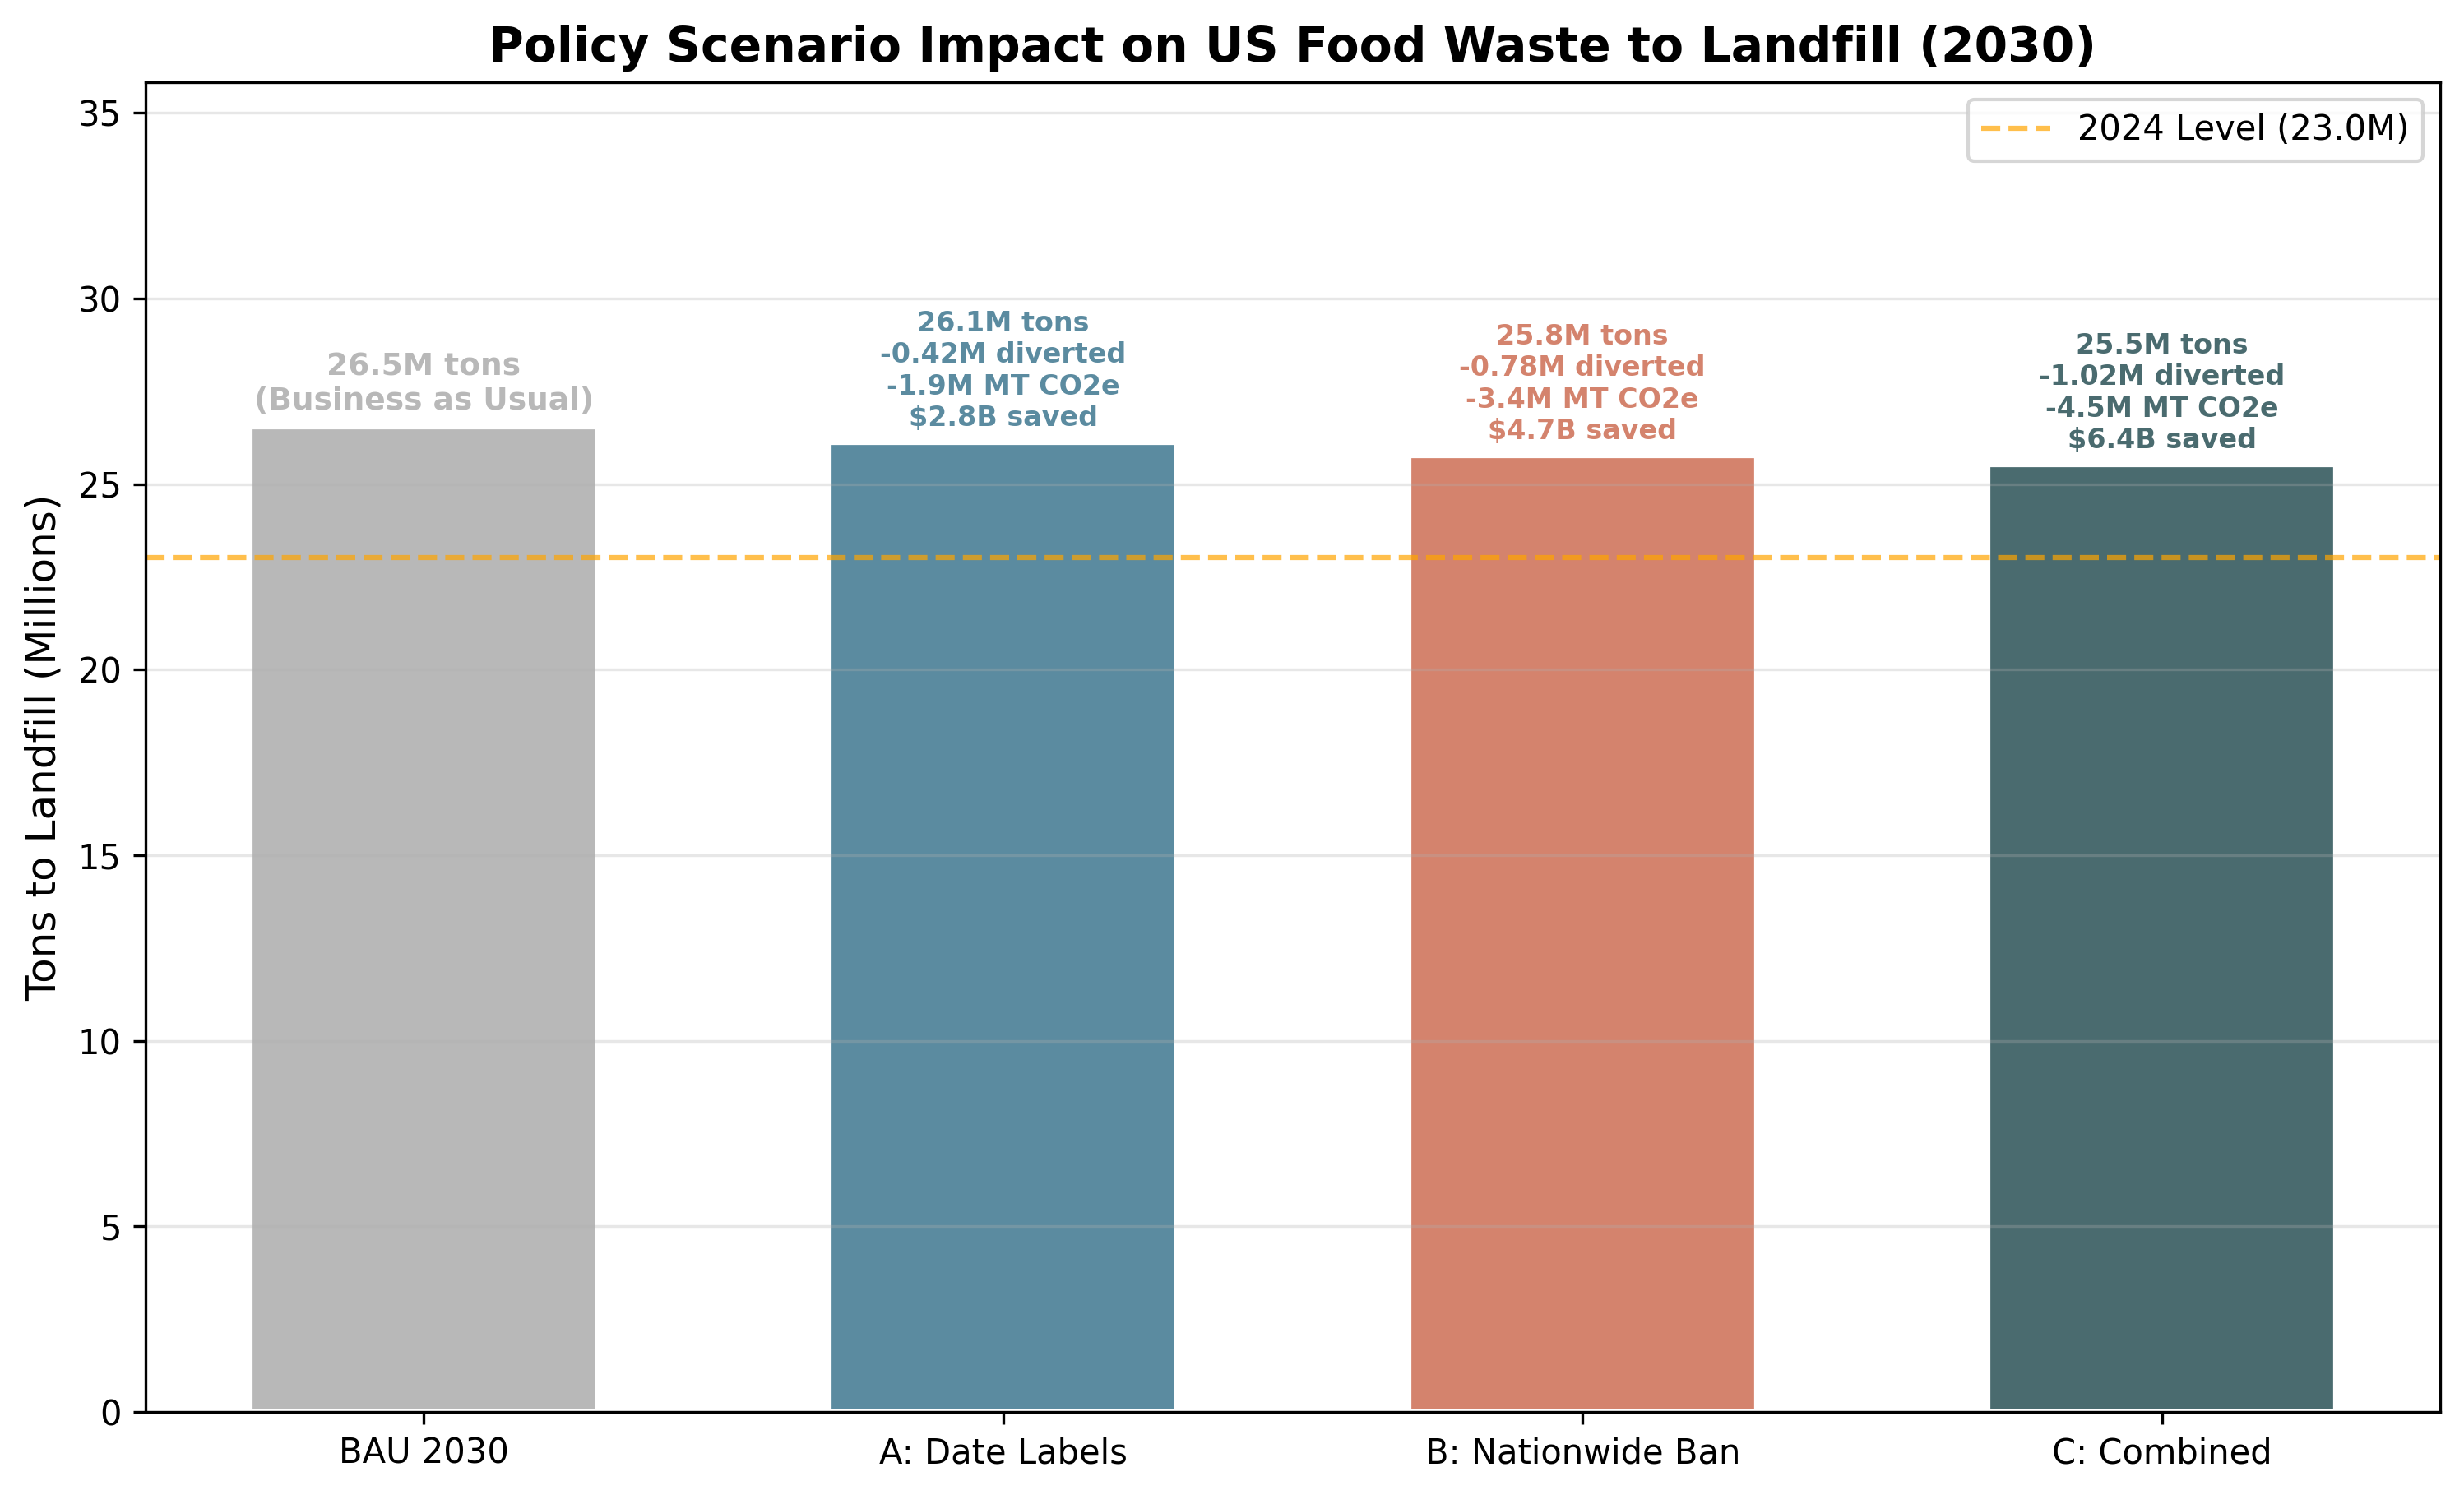 Policy Scenario Impact on US Food Waste to Landfill (2030)
2024 Level (23.0M)
Tons to Landfill (Millions)
35
30
25
20
15
10
5
0
26.5M tons
(Business as Usual)
26.1M tons
-0.42M diverted
-1.9M MT CO2e
$2.8B saved
25.8M tons
-0.78M diverted
-3.4M MT CO2e
$4.7B saved
25.5M tons
-1.02M diverted
-4.5M MT CO2e
$6.4B saved
BAU 2030
A: Date Labels
B: Nationwide Ban
C: Combined